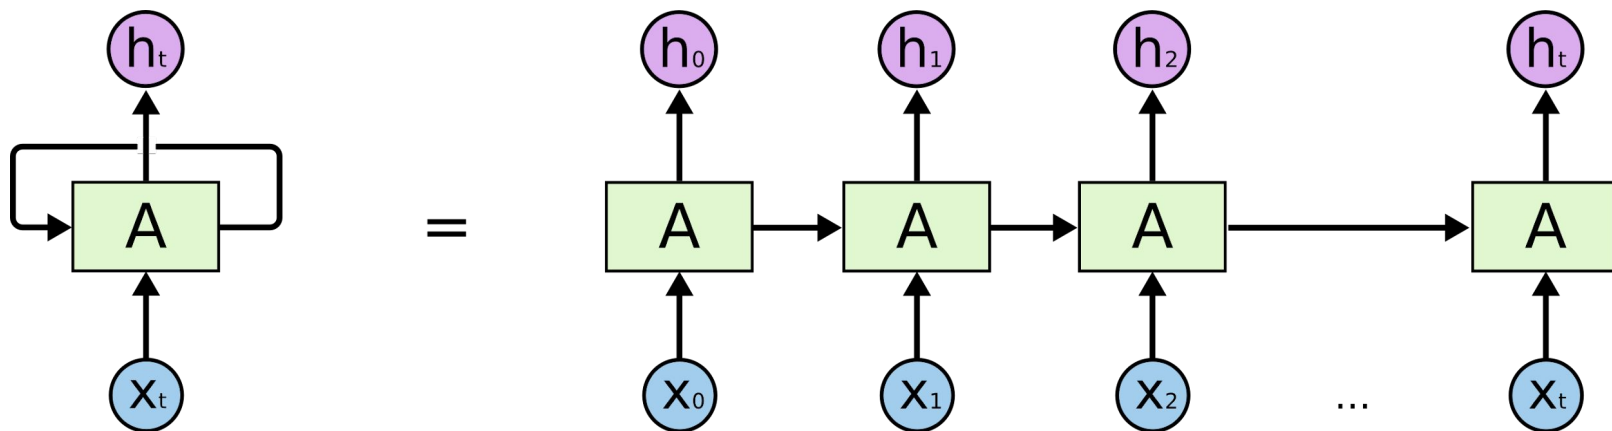 hₜ h₀ h₁ h₂ hₜ
A = A A A A
xₜ x₀ x₁ x₂ ... xₜ